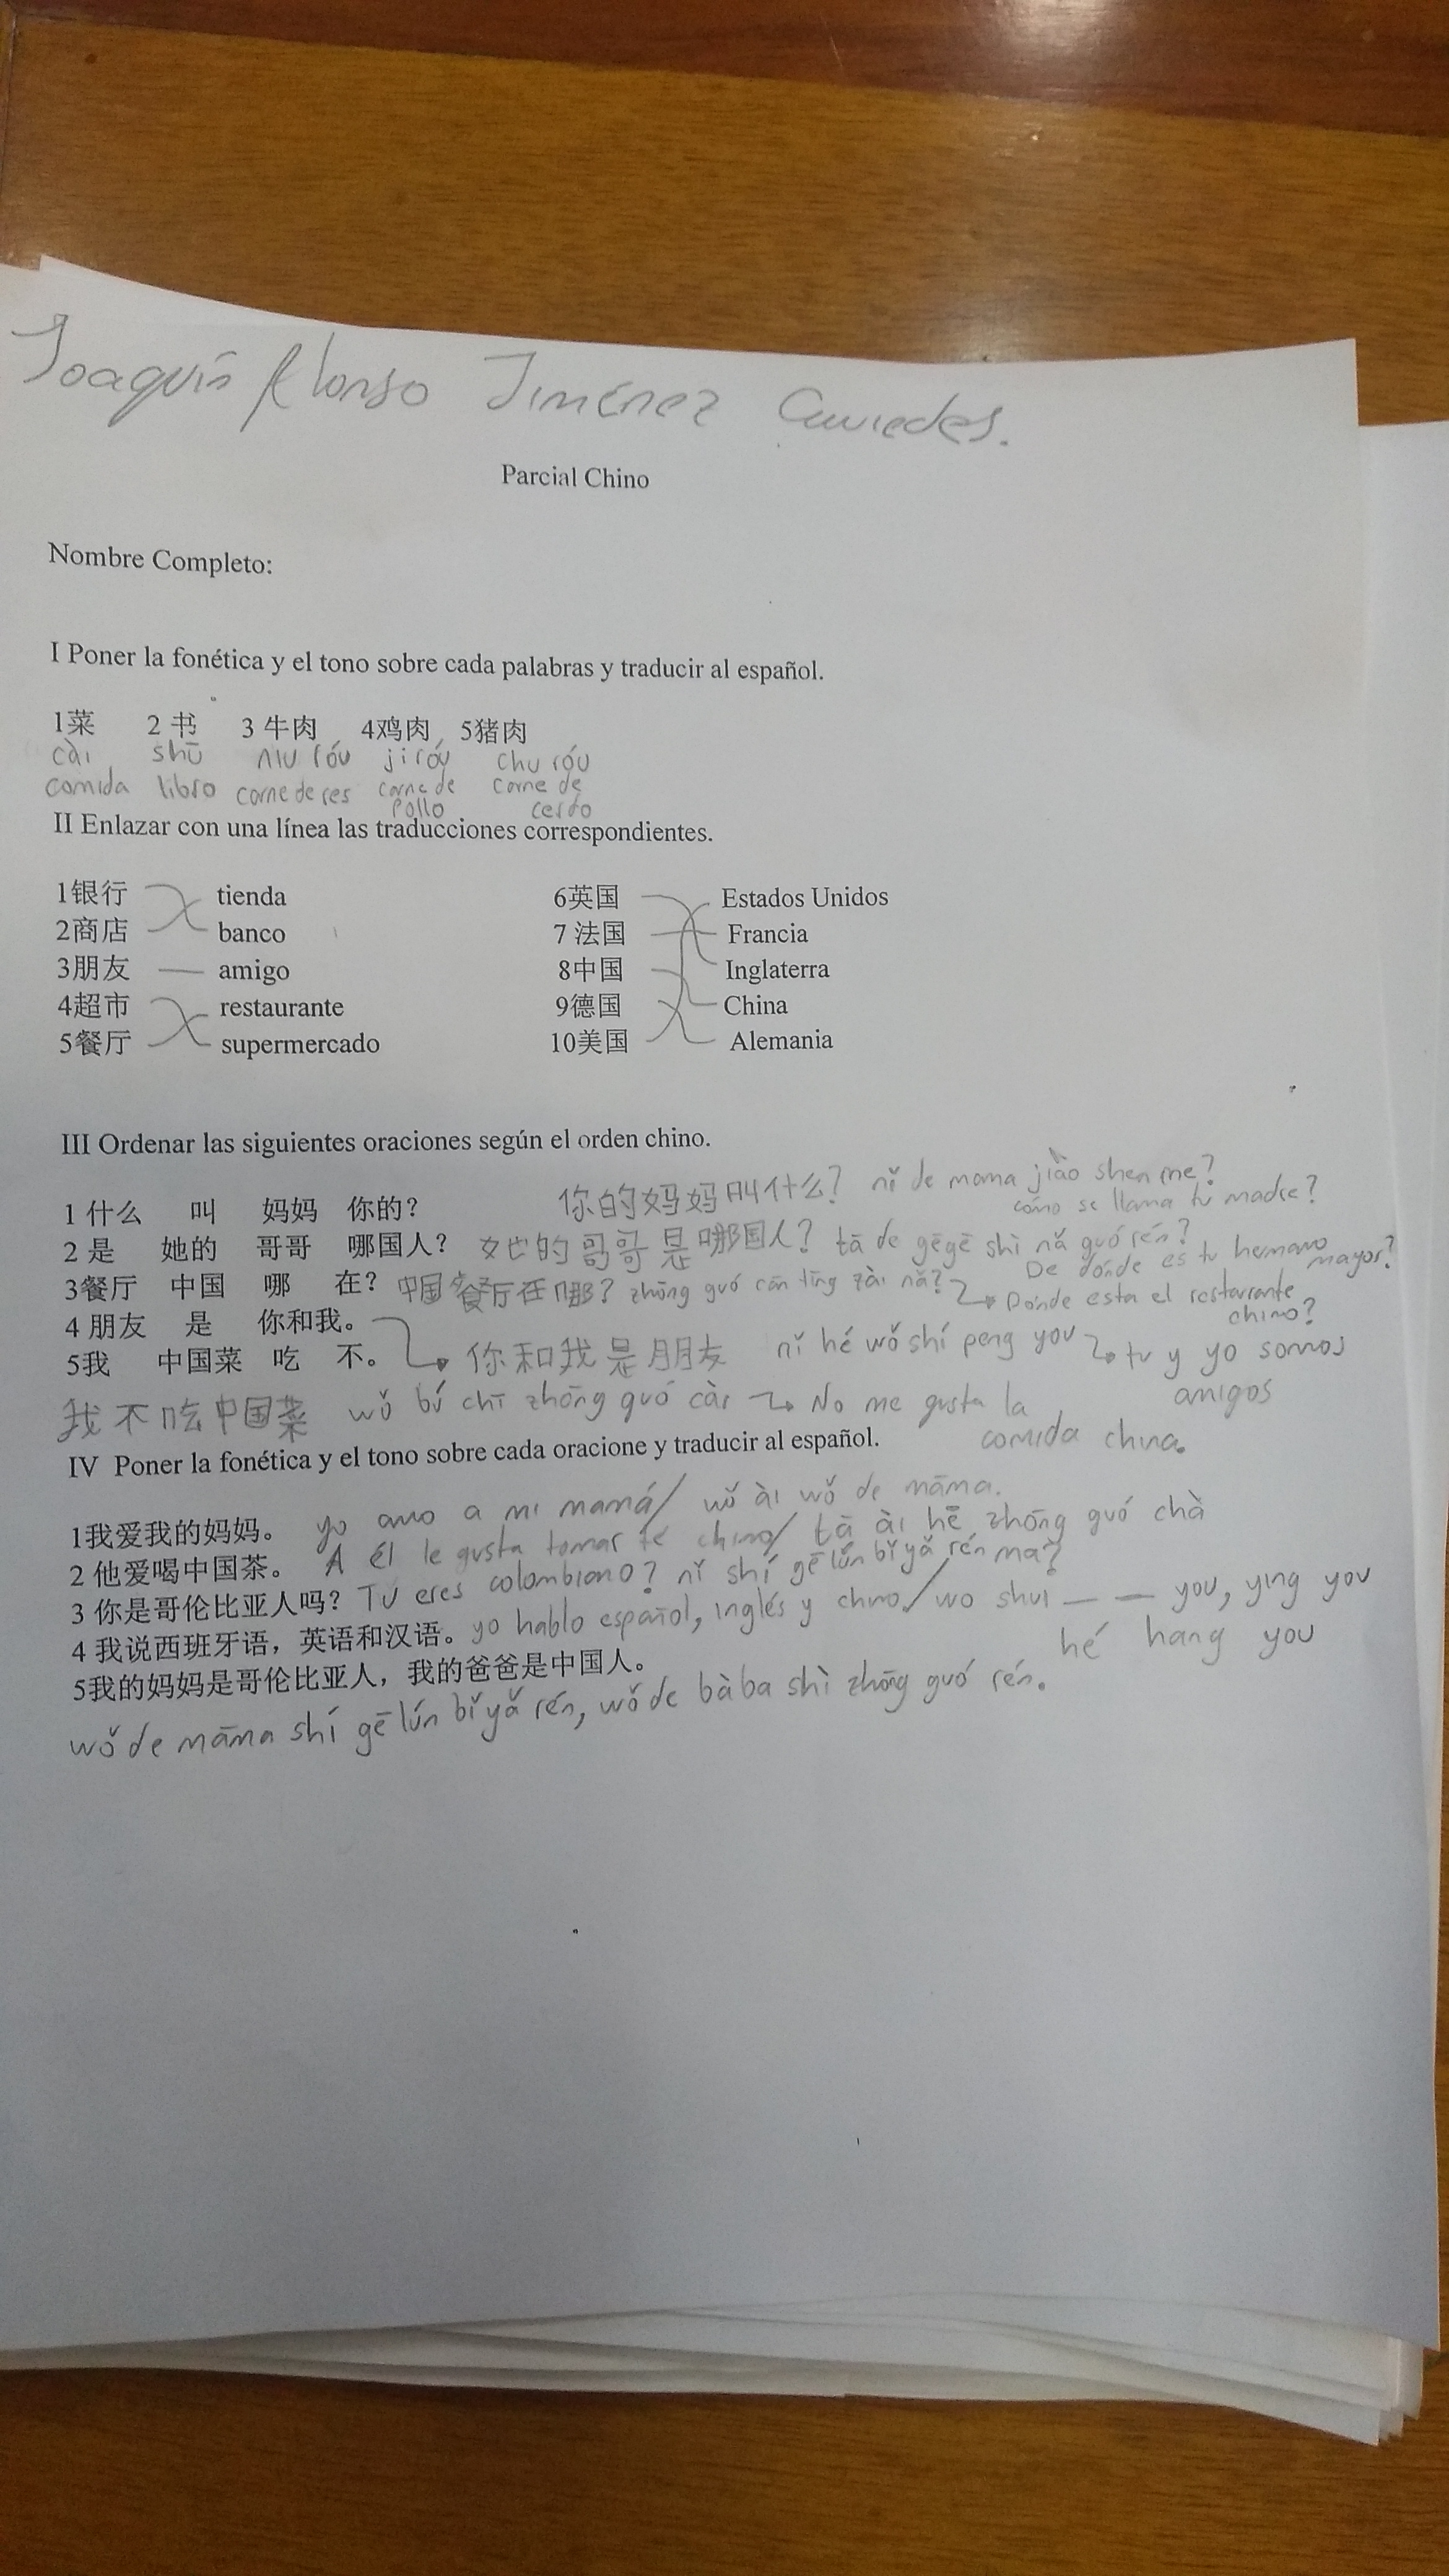 Joaquín Alonso Jiménez
Parcial Chino
Nombre Completo:
I Poner la fonética y el tono sobre cada palabras y traducir al español.
1菜 2 书 3 牛肉 4鸡肉 5猪肉
cài shū niu róu ji róu chu róu
comida libro carne de res carne de pollo carne de cerdo
II Enlazar con una línea las traducciones correspondientes.
1银行 tienda 6英国 Estados Unidos
2商店 banco 7 法国 Francia
3朋友 amigo 8中国 Inglaterra
4超市 restaurante 9德国 China
5餐厅 supermercado 10美国 Alemania
III Ordenar las siguientes oraciones según el orden chino.
1 什么 叫 妈妈 你的? 你的妈妈叫什么? nǐ de mama jiào shen me?
cómo se llama tu madre?
2 是 她的 哥哥 哪国人? 她的哥哥是哪国人? tā de gēgē shì nǎ guó rén?
De dónde es tu hermano mayor?
3餐厅 中国 哪 在? 中国餐厅在哪? zhōng guó cān tīng zài nǎ?
Dónde esta el restaurante chino?
4 朋友 是 你和我。
5我 中国菜 吃 不。 你和我是朋友 nǐ hé wǒ shí peng you tu y yo somos amigos
我不吃中国菜 wǒ bú chī zhōng guó cài No me gusta la comida china.
IV Poner la fonética y el tono sobre cada oracione y traducir al español.
1我爱我的妈妈。 yo amo a mi mamá/ wǒ ài wǒ de māma.
2 他爱喝中国茶。 A él le gusta tomar té chino/ tā ài hē zhōng guó chà
3 你是哥伦比亚人吗? Tu eres colombiano? nǐ shí gē lún bǐ yǎ rén ma?
4 我说西班牙语，英语和汉语。 yo hablo español, inglés y chino./ wo shui — — you, ying you
hé hang you
5我的妈妈是哥伦比亚人，我的爸爸是中国人。
wǒ de māma shí gē lún bǐ yǎ rén, wǒ de bàba shì zhōng guó rén.